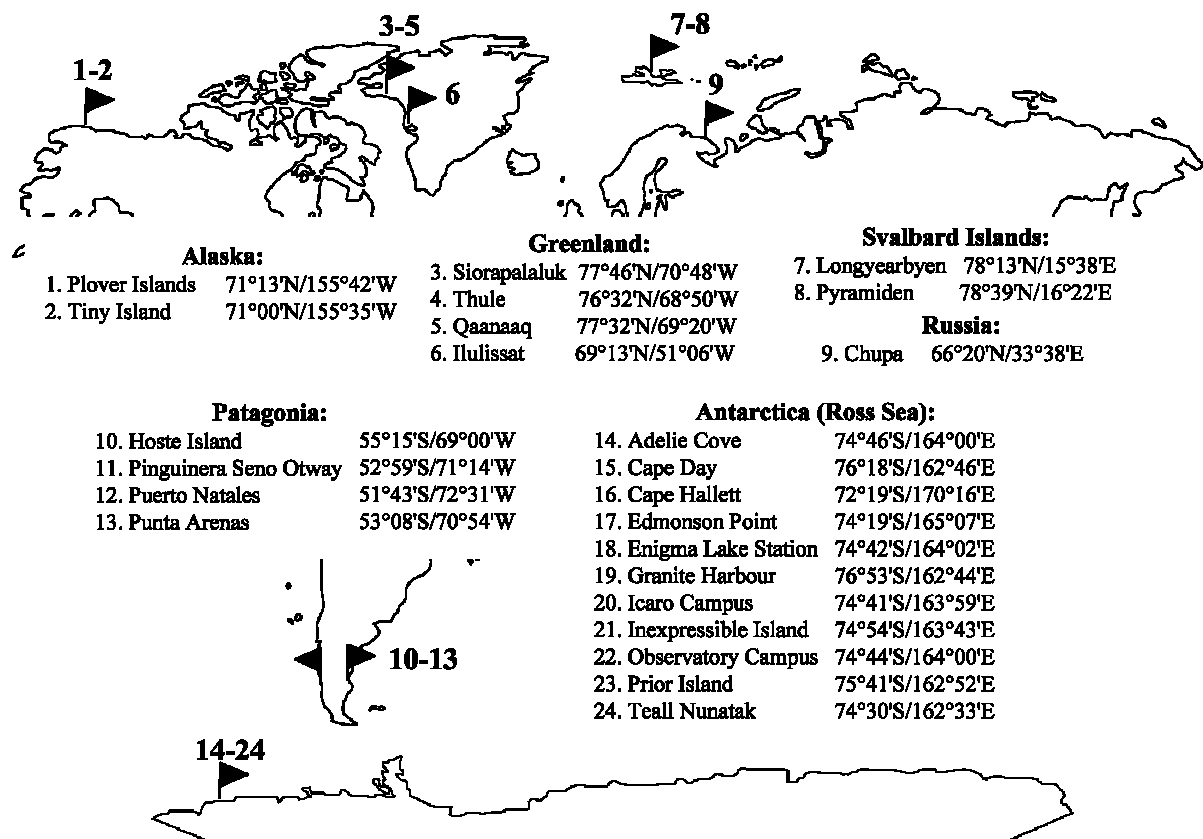 3-5
7-8
1-2
6
9
Alaska:
1. Plover Islands 71°13'N/155°42'W
2. Tiny Island 71°00'N/155°35'W
Greenland:
3. Siorapalaluk 77°46'N/70°48'W
4. Thule 76°32'N/68°50'W
5. Qaanaaq 77°32'N/69°20'W
6. Ilulissat 69°13'N/51°06'W
Svalbard Islands:
7. Longyearbyen 78°13'N/15°38'E
8. Pyramiden 78°39'N/16°22'E
Russia:
9. Chupa 66°20'N/33°38'E
Patagonia:
10. Hoste Island 55°15'S/69°00'W
11. Pinguinera Seno Otway 52°59'S/71°14'W
12. Puerto Natales 51°43'S/72°31'W
13. Punta Arenas 53°08'S/70°54'W
Antarctica (Ross Sea):
14. Adelie Cove 74°46'S/164°00'E
15. Cape Day 76°18'S/162°46'E
16. Cape Hallett 72°19'S/170°16'E
17. Edmonson Point 74°19'S/165°07'E
18. Enigma Lake Station 74°42'S/164°02'E
19. Granite Harbour 76°53'S/162°44'E
20. Icaro Campus 74°41'S/163°59'E
21. Inexpressible Island 74°54'S/163°43'E
22. Observatory Campus 74°44'S/164°00'E
23. Prior Island 75°41'S/162°52'E
24. Teall Nunatak 74°30'S/162°33'E
10-13
14-24